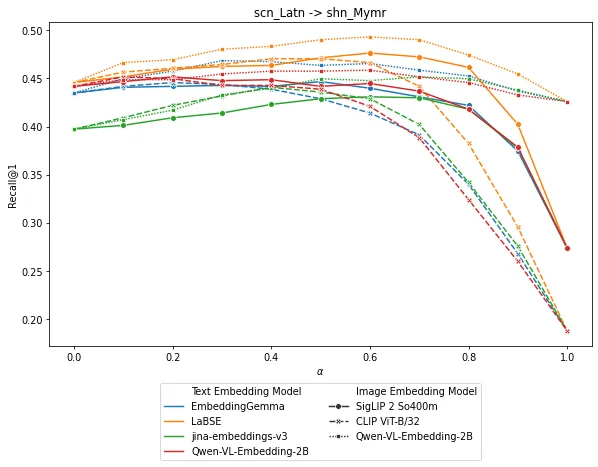 scn_Latn -> shn_Mymr
0.50
0.45
0.40
0.35
0.30
0.25
0.20
Recall@1
0.0 0.2 0.4 0.6 0.8 1.0
α
Text Embedding Model
EmbeddingGemma
LaBSE
jina-embeddings-v3
Qwen-VL-Embedding-2B
Image Embedding Model
SigLIP 2 So400m
CLIP ViT-B/32
Qwen-VL-Embedding-2B